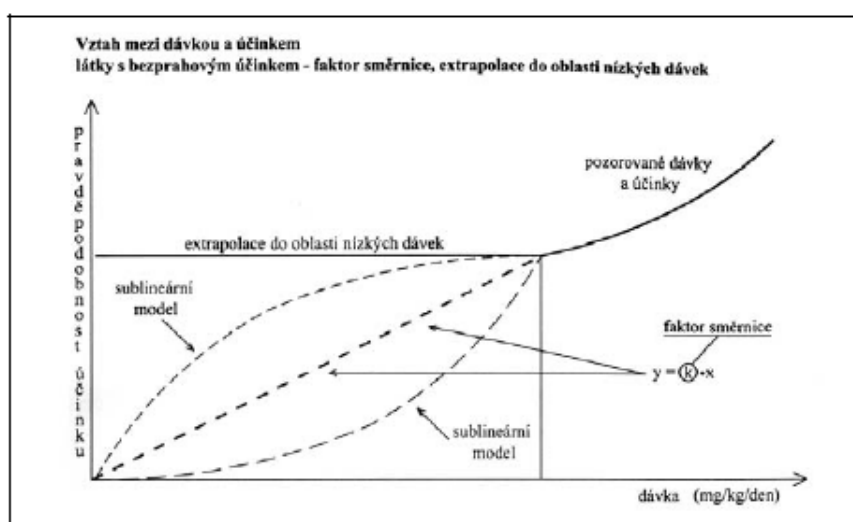 Vztah mezi dávkou a účinkem
látky s bezprahovým účinkem - faktor směrnice, extrapolace do oblasti nízkých dávek
pravděpodobnost účinku
pozorované dávky
a účinky
extrapolace do oblasti nízkých dávek
sublineární
model
faktor směrnice
y = k·x
sublineární
model
dávka (mg/kg/den)